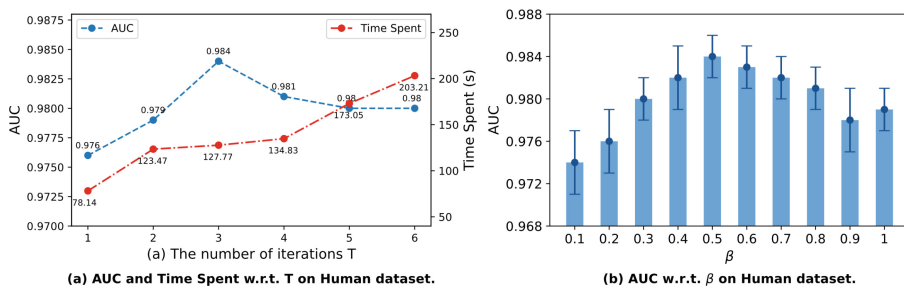 0.9875
0.9850
0.9825
0.9800
0.9775
0.9750
0.9725
0.9700
AUC
AUC
Time Spent
250
200
150
100
50
Time Spent (s)
0.976
0.979
0.984
0.981
0.98
0.98
78.14
123.47
127.77
134.83
173.05
203.21
1 2 3 4 5 6
(a) The number of iterations T
(a) AUC and Time Spent w.r.t. T on Human dataset.
0.988
0.984
0.980
0.976
0.972
0.968
AUC
0.1 0.2 0.3 0.4 0.5 0.6 0.7 0.8 0.9 1
β
(b) AUC w.r.t. β on Human dataset.